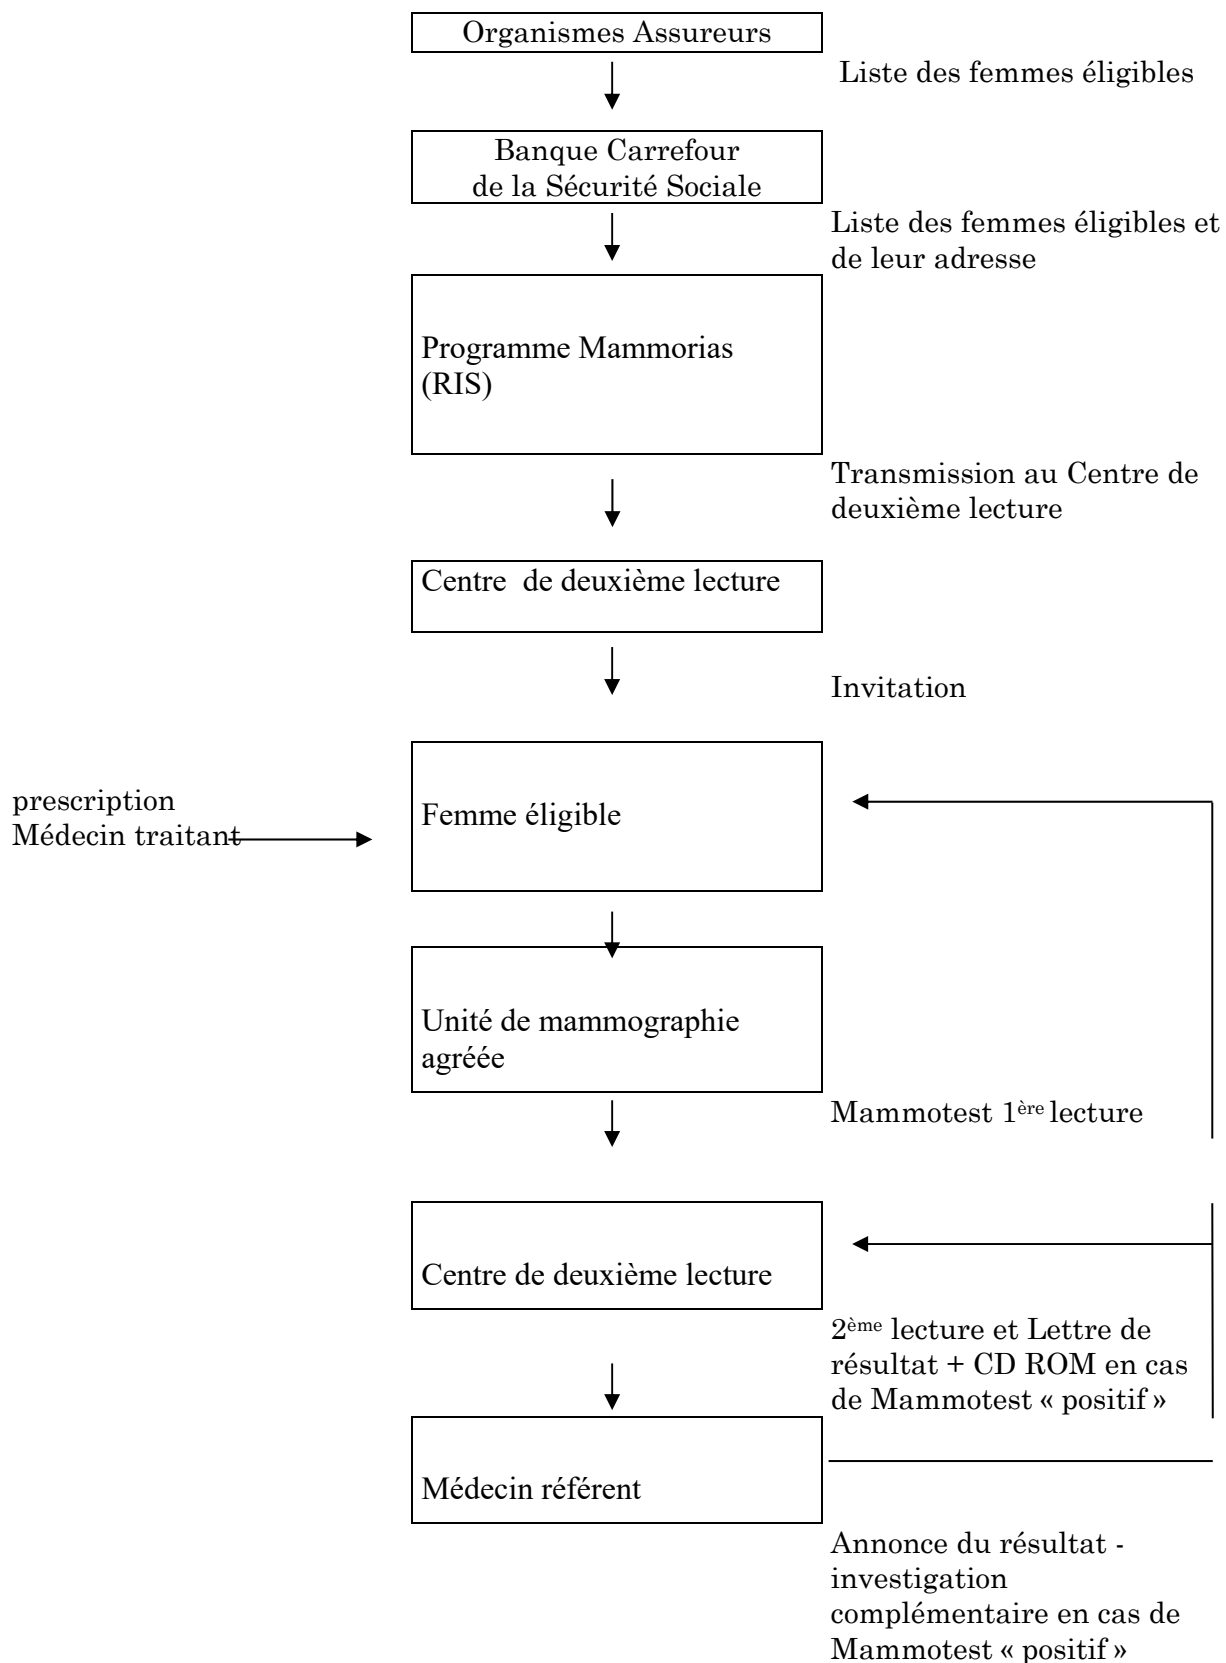 Organismes Assureurs
Liste des femmes éligibles
Banque Carrefour
de la Sécurité Sociale
Liste des femmes éligibles et
de leur adresse
Programme Mammorias
(RIS)
Transmission au Centre de
deuxième lecture
Centre  de deuxième lecture
Invitation
prescription
Médecin traitant
Femme éligible
Unité de mammographie
agréée
Mammotest 1ère lecture
Centre de deuxième lecture
2ème lecture et Lettre de
résultat + CD ROM en cas
de Mammotest « positif »
Médecin référent
Annonce du résultat -
investigation
complémentaire en cas de
Mammotest « positif »